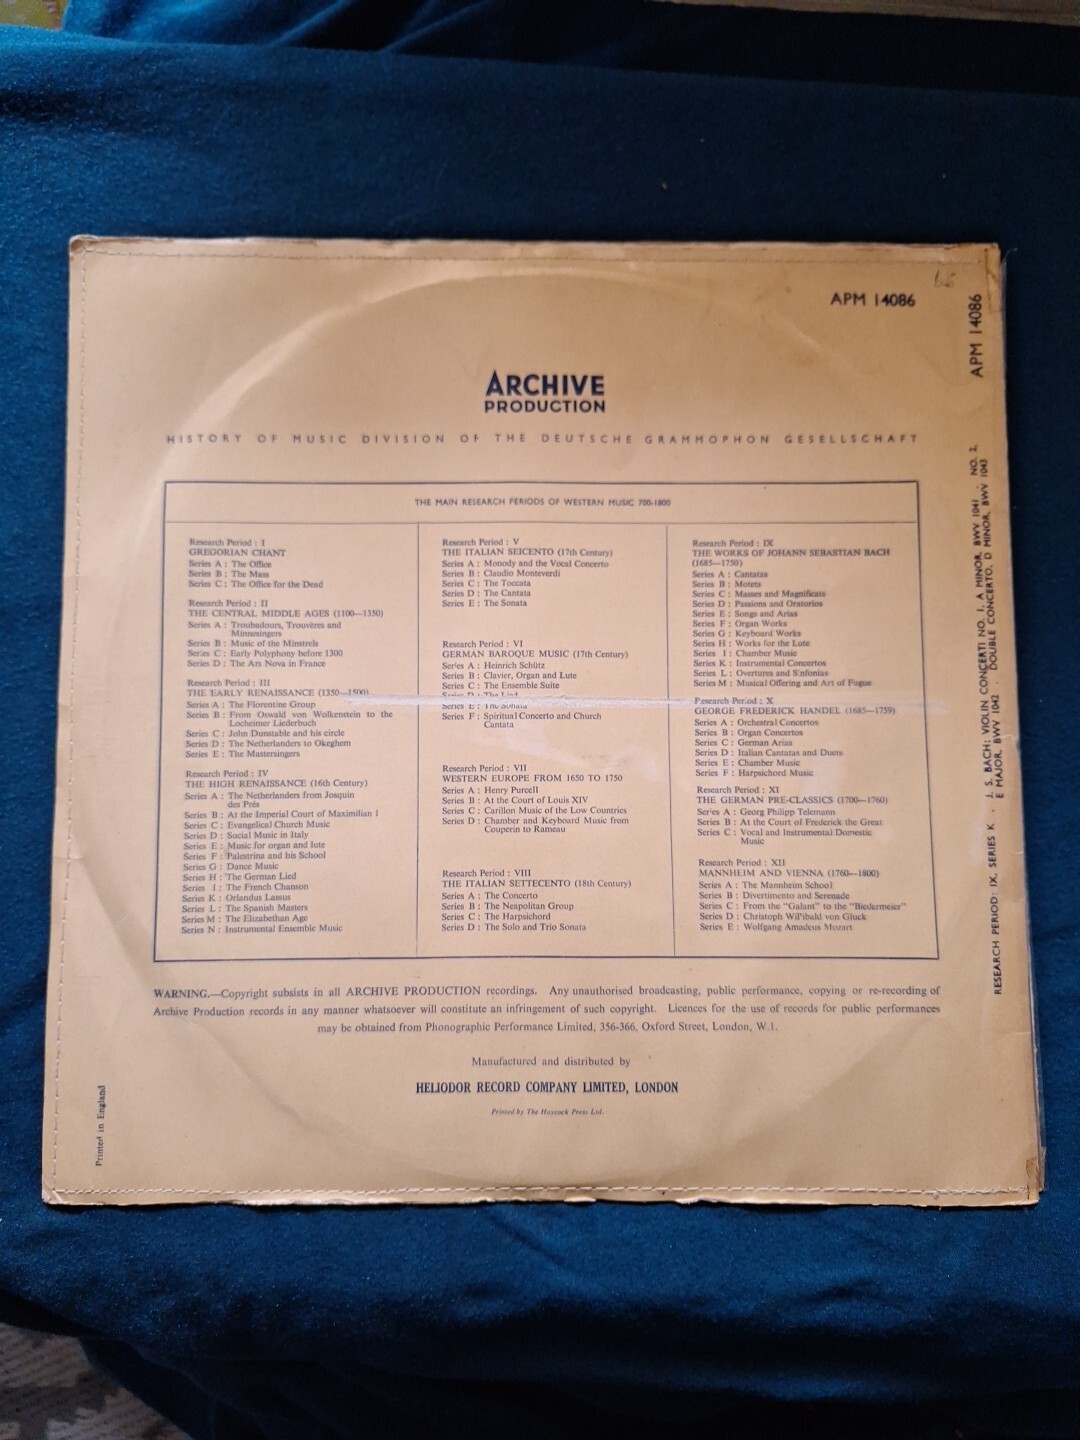 APM 14086
ARCHIVE
PRODUCTION
HISTORY OF MUSIC DIVISION OF THE DEUTSCHE GRAMMOPHON GESELLSCHAFT
THE MAIN RESEARCH PERIODS OF WESTERN MUSIC 700-1800
Research Period : I
GREGORIAN CHANT
Series A : The Office
Series B : The Mass
Series C : The Office for the Dead
Research Period : II
THE CENTRAL MIDDLE AGES (1100—1350)
Series A : Troubadours, Trouvères and
Minnesingers
Series B : Music of the Minstrels
Series C : Early Polyphony before 1300
Series D : The Ars Nova in France
Research Period : III
THE EARLY RENAISSANCE (1350—1500)
Series A : The Florentine Group
Series B : From Oswald von Wolkenstein to the
Locheimer Liederbuch
Series C : John Dunstable and his circle
Series D : The Netherlanders to Okeghem
Series E : The Mastersingers
Research Period : IV
THE HIGH RENAISSANCE (16th Century)
Series A : The Netherlanders from Josquin
des Prés
Series B : At the Imperial Court of Maximilian I
Series C : Evangelical Church Music
Series D : Social Music in Italy
Series E : Music for organ and lute
Series F : Palestrina and his School
Series G : Dance Music
Series H : The German Lied
Series I : The French Chanson
Series K : Orlandus Lassus
Series L : The Spanish Masters
Series M : The Elizabethan Age
Series N : Instrumental Ensemble Music
Research Period : V
THE ITALIAN SEICENTO (17th Century)
Series A : Monody and the Vocal Concerto
Series B : Claudio Monteverdi
Series C : The Toccata
Series D : The Cantata
Series E : The Sonata
Research Period : VI
GERMAN BAROQUE MUSIC (17th Century)
Series A : Heinrich Schütz
Series B : Clavier, Organ and Lute
Series C : The Ensemble Suite
Series D : The Lied
Series E : The Sonata
Series F : Spiritual Concerto and Church
Cantata
Research Period : VII
WESTERN EUROPE FROM 1650 TO 1750
Series A : Henry Purcell
Series B : At the Court of Louis XIV
Series C : Carillon Music of the Low Countries
Series D : Chamber and Keyboard Music from
Couperin to Rameau
Research Period : VIII
THE ITALIAN SETTECENTO (18th Century)
Series A : The Concerto
Series B : The Neapolitan Group
Series C : The Harpsichord
Series D : The Solo and Trio Sonata
Research Period : IX
THE WORKS OF JOHANN SEBASTIAN BACH
(1685—1750)
Series A : Cantatas
Series B : Motets
Series C : Masses and Magnificats
Series D : Passions and Oratorios
Series E : Songs and Arias
Series F : Organ Works
Series G : Keyboard Works
Series H : Works for the Lute
Series I : Chamber Music
Series K : Instrumental Concertos
Series L : Overtures and Sinfonias
Series M : Musical Offering and Art of Fugue
Research Period : X
GEORGE FREDERICK HANDEL (1685—1759)
Series A : Orchestral Concertos
Series B : Organ Concertos
Series C : German Arias
Series D : Italian Cantatas and Duets
Series E : Chamber Music
Series F : Harpsichord Music
Research Period : XI
THE GERMAN PRE-CLASSICS (1700—1760)
Series A : Georg Philipp Telemann
Series B : At the Court of Frederick the Great
Series C : Vocal and Instrumental Domestic
Music
Research Period : XII
MANNHEIM AND VIENNA (1760—1800)
Series A : The Mannheim School
Series B : Divertimento and Serenade
Series C : From the "Galant" to the "Biedermeier"
Series D : Christoph Willibald von Gluck
Series E : Wolfgang Amadeus Mozart
WARNING.—Copyright subsists in all ARCHIVE PRODUCTION recordings. Any unauthorised broadcasting, public performance, copying or re-recording of
Archive Production records in any manner whatsoever will constitute an infringement of such copyright. Licences for the use of records for public performances
may be obtained from Phonographic Performance Limited, 356-366, Oxford Street, London, W.1.
Manufactured and distributed by
HELIODOR RECORD COMPANY LIMITED, LONDON
Printed by The Haycock Press Ltd.
Printed in England
RESEARCH PERIOD: IX, SERIES K . J. S. BACH: VIOLIN CONCERTI NO. 1, A MINOR, BWV 1041 . NO. 2,
E MAJOR, BWV 1042 . DOUBLE CONCERTO, D MINOR, BWV 1043
APM 14086